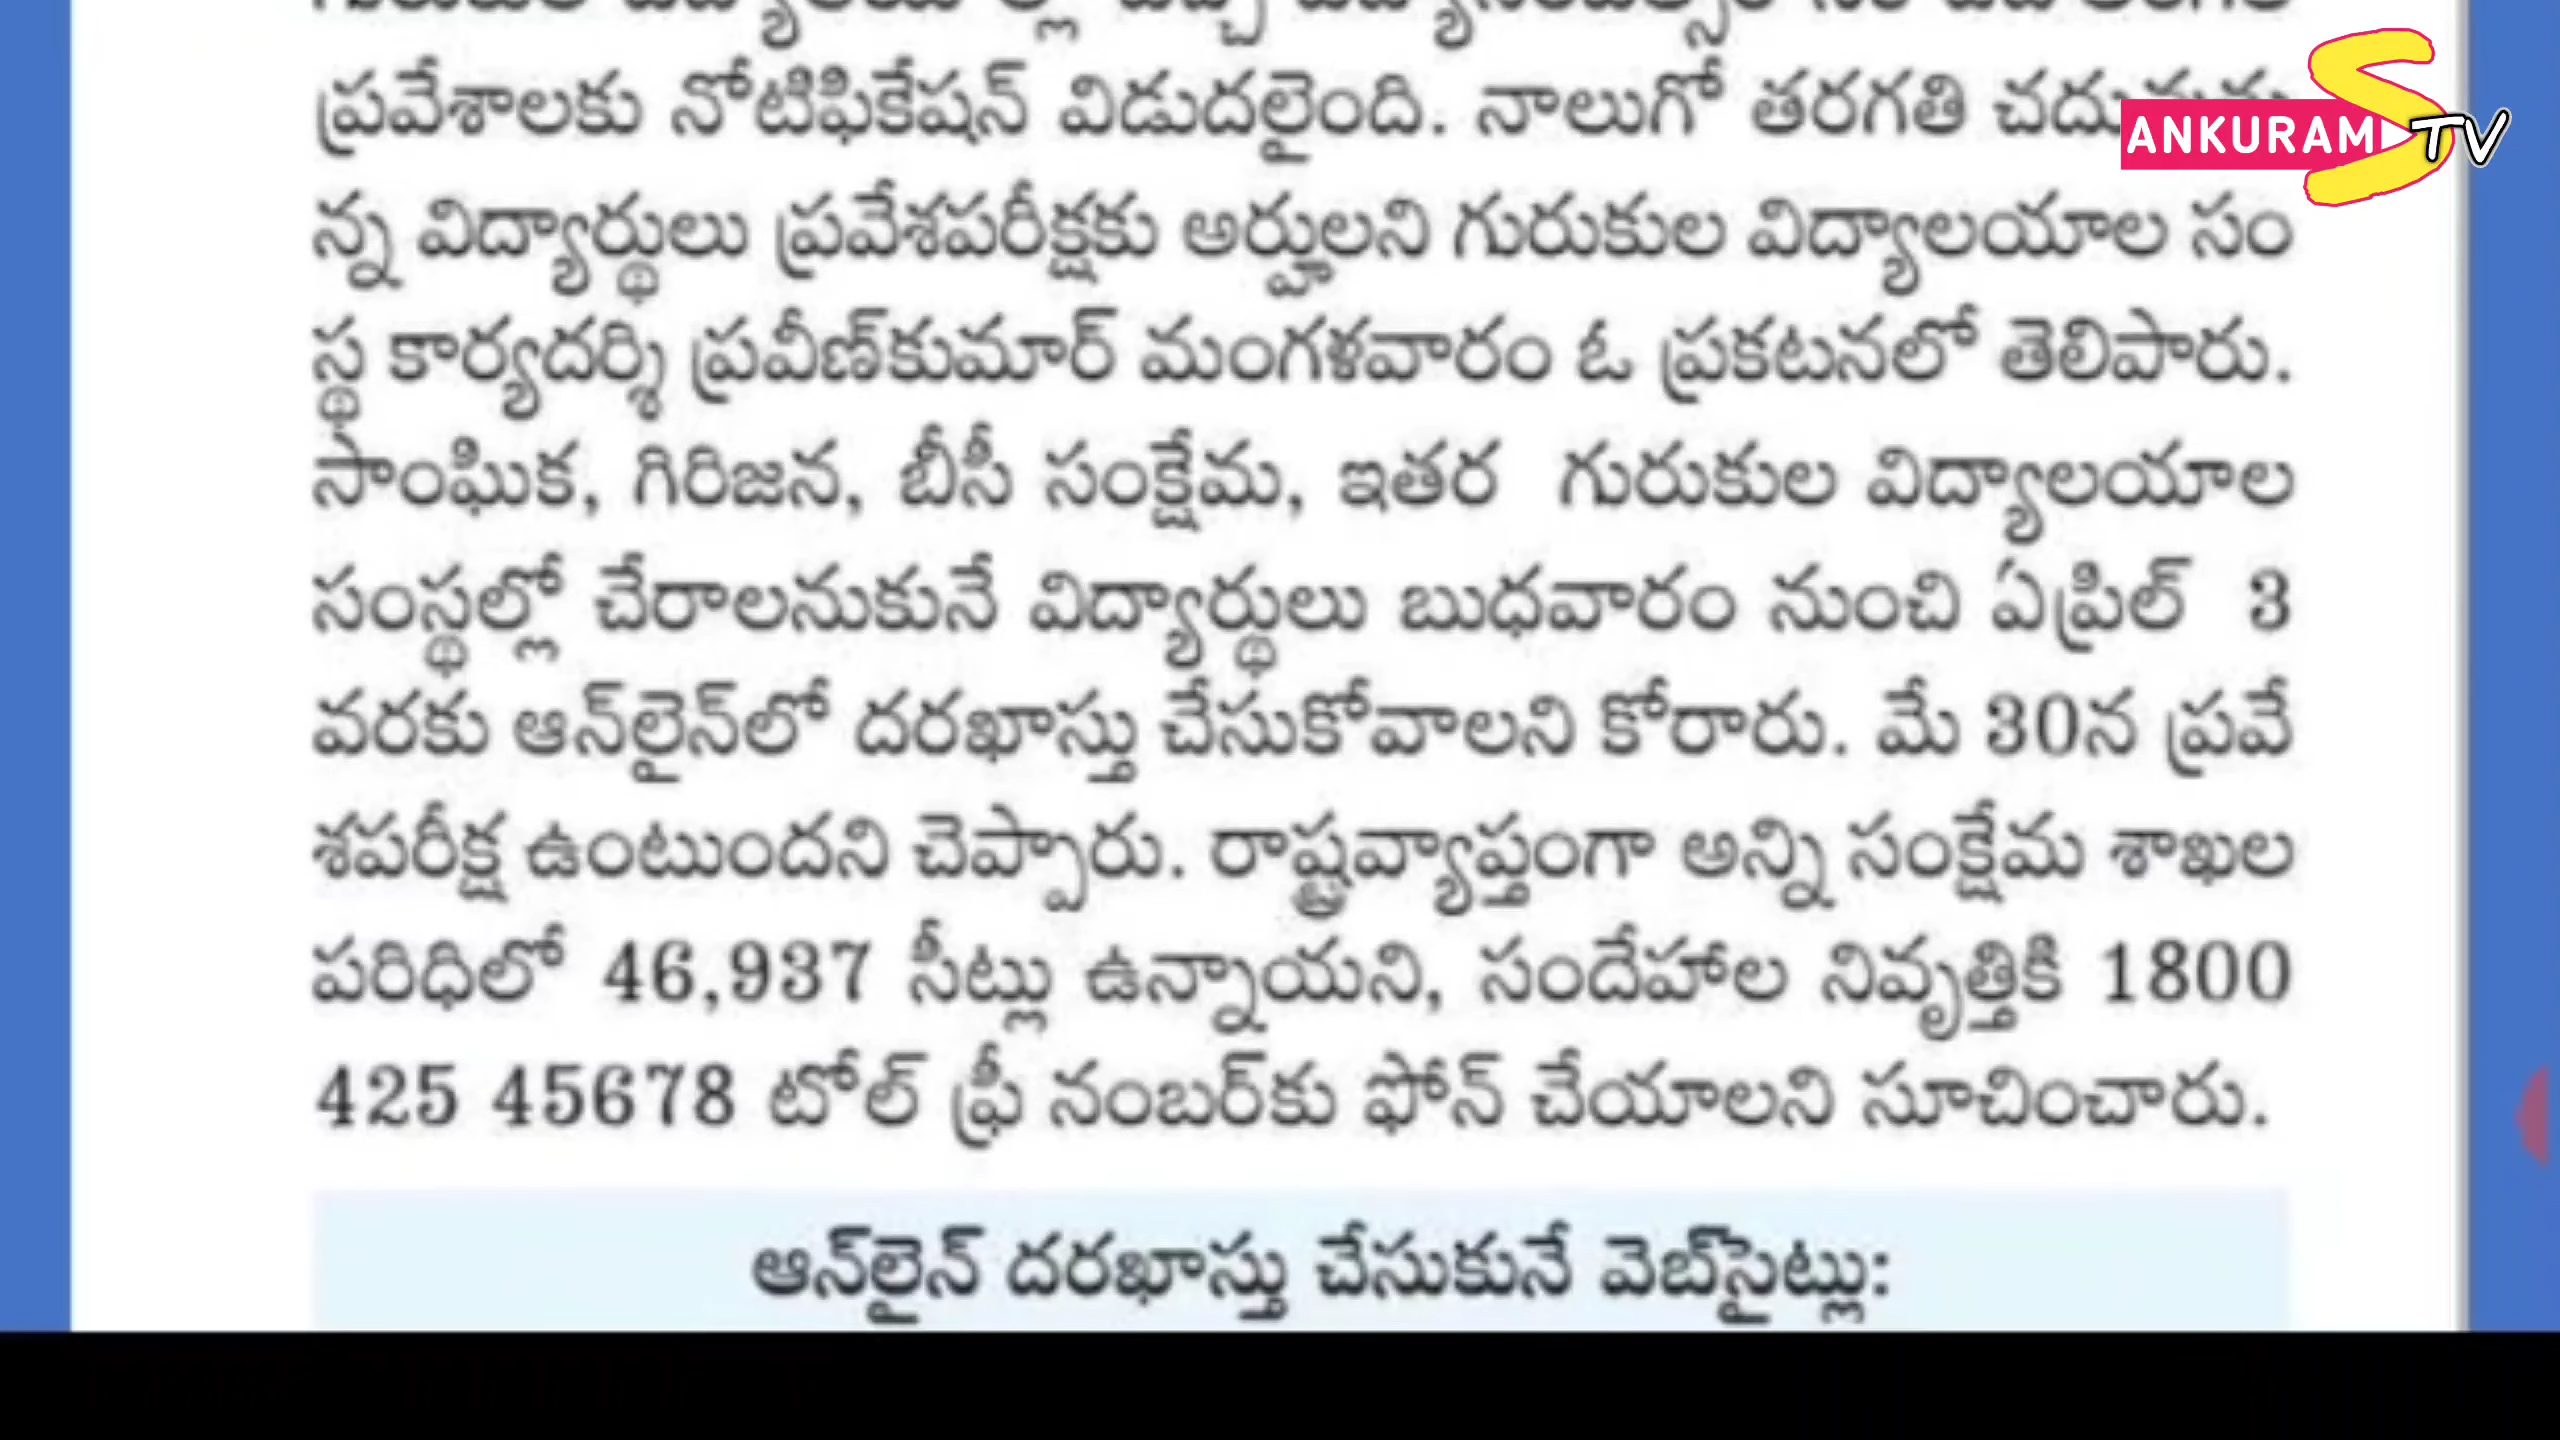 ప్రవేశాలకు నోటిఫికేషన్ విడుదలైంది. నాలుగో తరగతి
న్న విద్యార్థులు ప్రవేశపరీక్షకు అర్హులని గురుకుల విద్యాలయాల సం
స్థ కార్యదర్శి ప్రవీణ్‌కుమార్ మంగళవారం ఓ ప్రకటనలో తెలిపారు.
సాంఘిక, గిరిజన, బీసీ సంక్షేమ, ఇతర గురుకుల విద్యాలయాల
సంస్థల్లో చేరాలనుకునే విద్యార్థులు బుధవారం నుంచి ఏప్రిల్ 3
వరకు ఆన్‌లైన్‌లో దరఖాస్తు చేసుకోవాలని కోరారు. మే 30న ప్రవే
శపరీక్ష ఉంటుందని చెప్పారు. రాష్ట్రవ్యాప్తంగా అన్ని సంక్షేమ శాఖల
పరిధిలో 46,937 సీట్లు ఉన్నాయని, సందేహాల నివృత్తికి 1800
425 45678 టోల్ ఫ్రీ నంబర్‌కు ఫోన్ చేయాలని సూచించారు.
ఆన్‌లైన్ దరఖాస్తు చేసుకునే వెబ్‌సైట్లు:
ANKURAM S TV